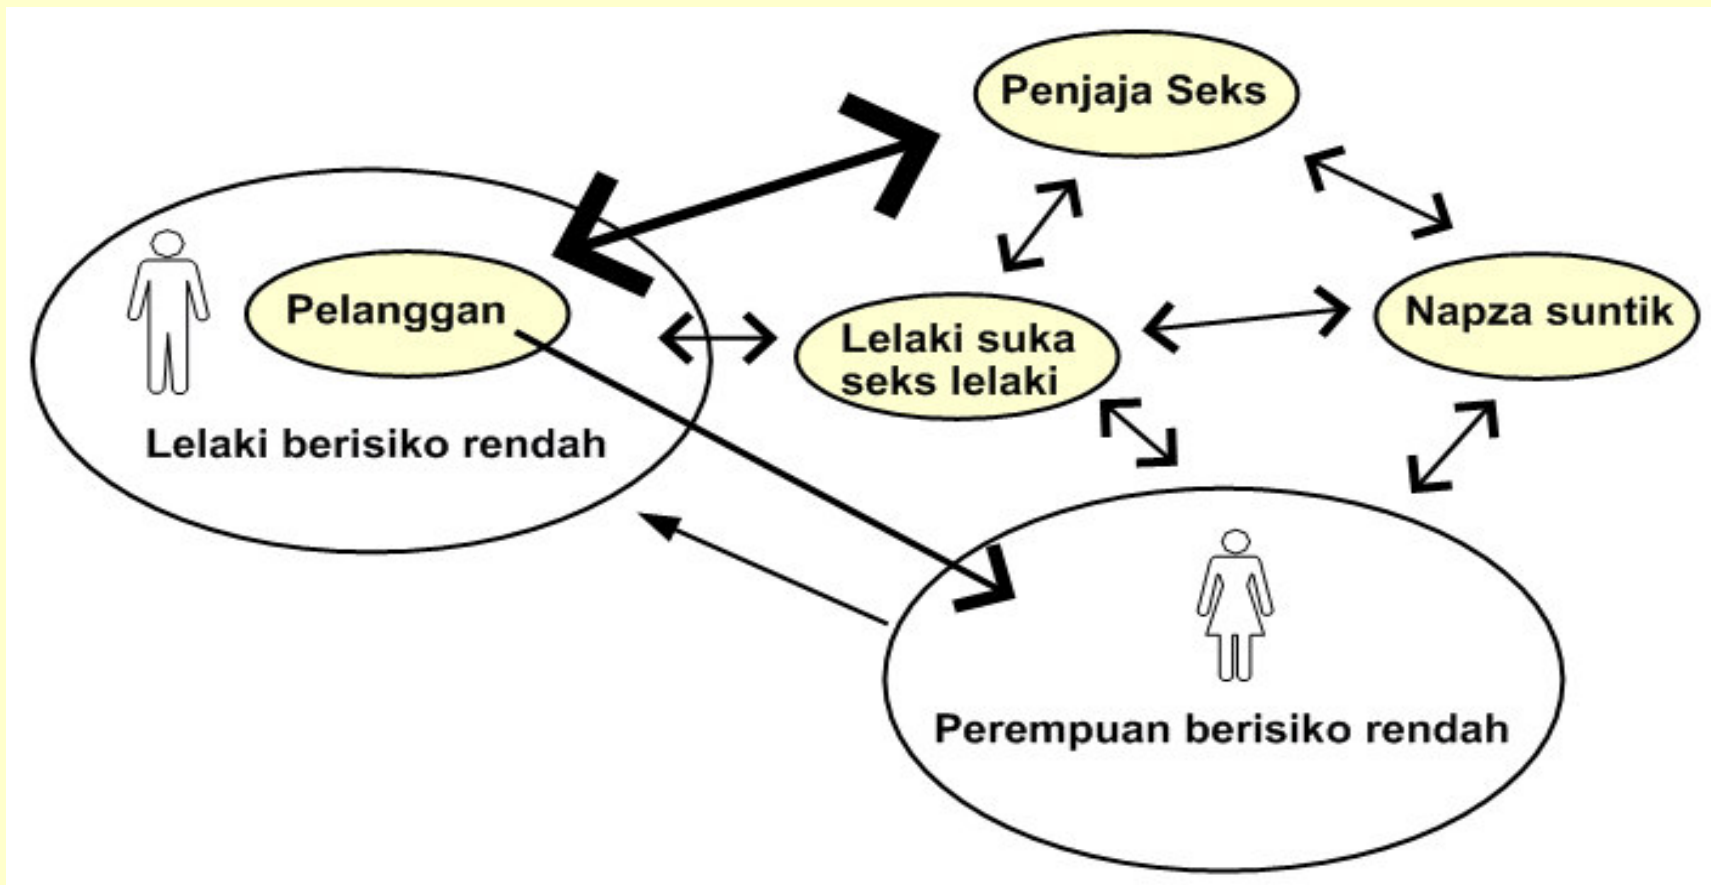 Penjaja Seks
Pelanggan
Lelaki suka
seks lelaki
Napza suntik
Lelaki berisiko rendah
Perempuan berisiko rendah